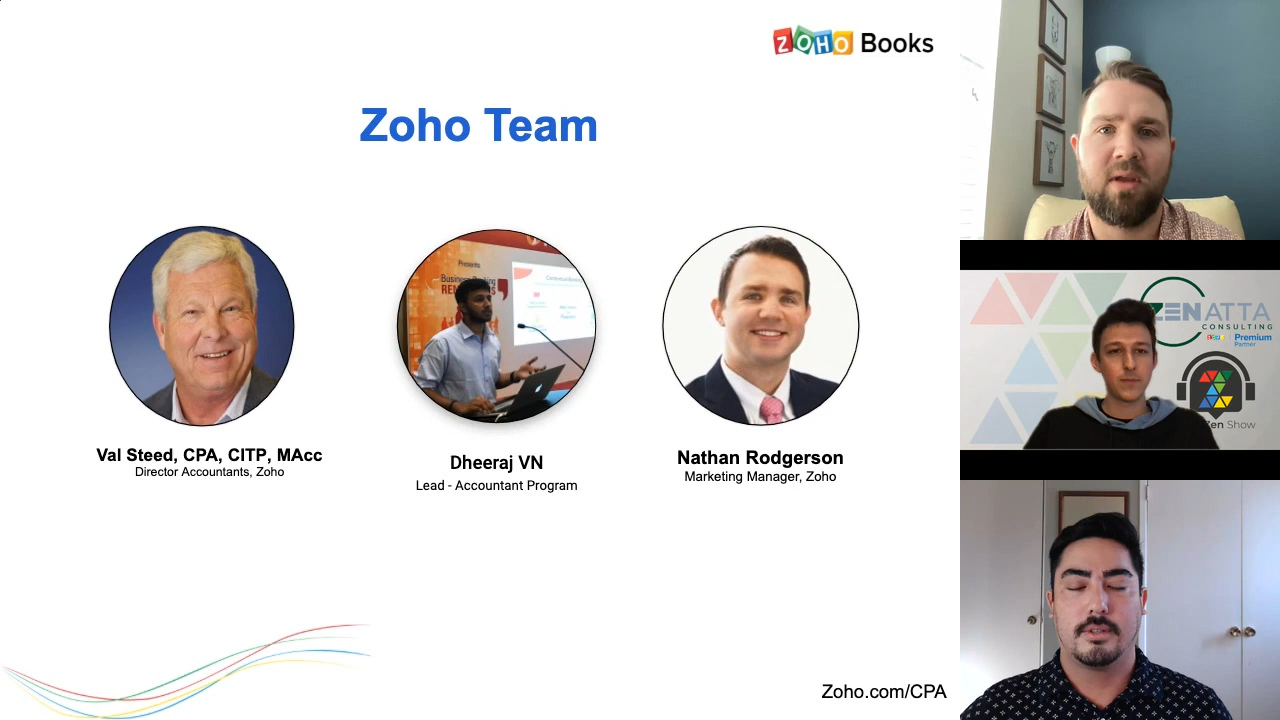 ZOHO Books
Zoho Team
Presents
Val Steed, CPA, CITP, MAcc
Director Accountants, Zoho
Dheeraj VN
Lead - Accountant Program
Nathan Rodgerson
Marketing Manager, Zoho
Zoho.com/CPA
ZENATTA
CONSULTING
Premium
Partner
Zen Show